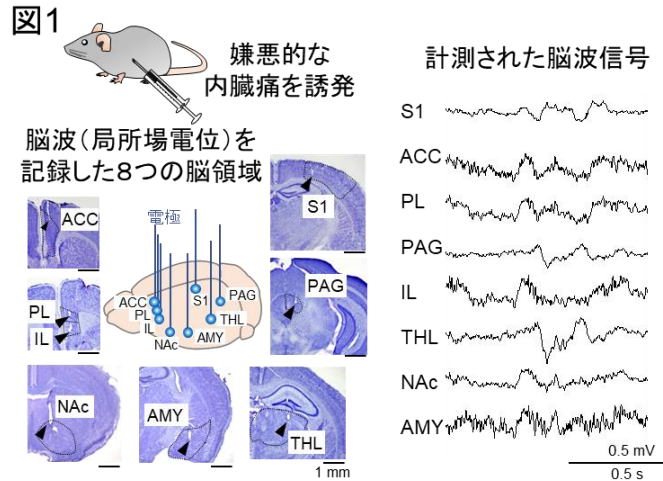 図1
嫌悪的な
内臓痛を誘発
脳波(局所場電位)を
記録した8つの脳領域
ACC
電極
S1
PL
IL
ACC
PL
IL
NAc
AMY
S1
PAG
THL
PAG
NAc
AMY
THL
1 mm
計測された脳波信号
S1
ACC
PL
PAG
IL
THL
NAc
AMY
0.5 mV
0.5 s